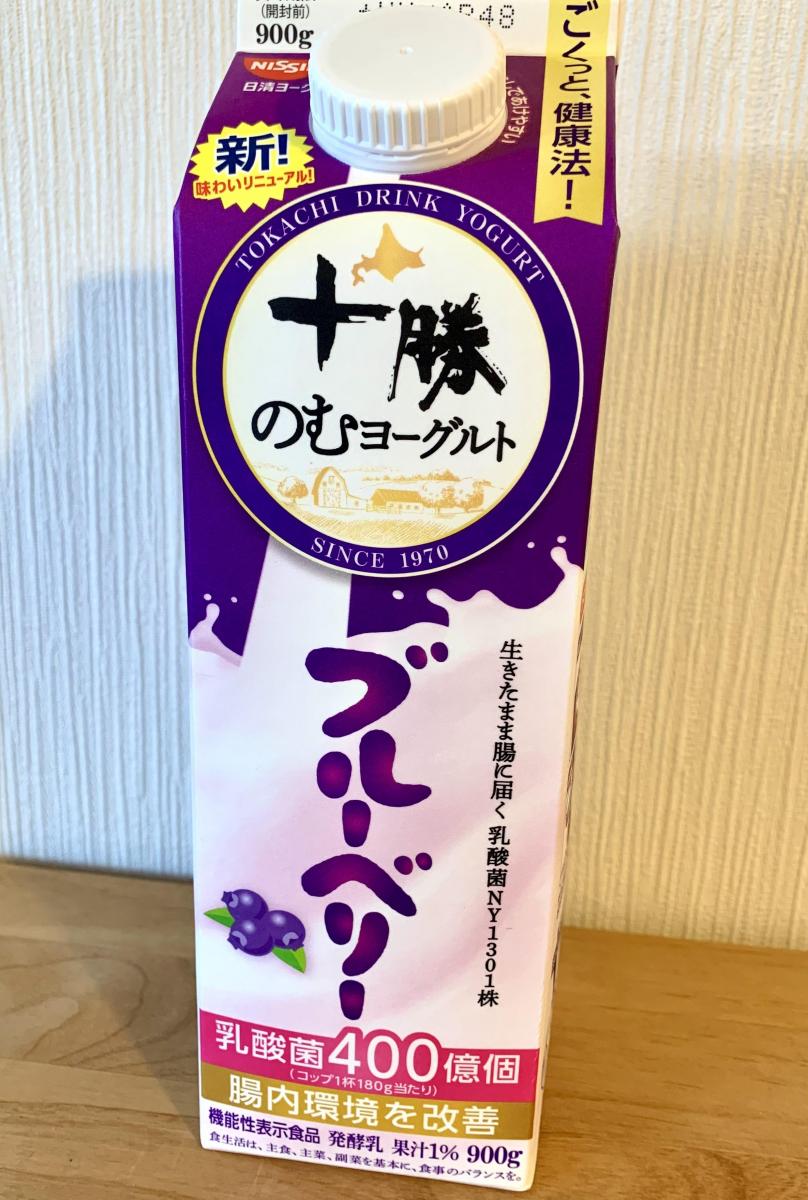 (開封前)
900g
ごくっと、健康法!
NISSIN
日清ヨーグ
あけやすい
新!
味わいリニューアル!
TOKACHI DRINK YOGURT
十勝
のむヨーグルト
SINCE 1970
ブルーベリー
生きたまま腸に届く 乳酸菌NY1301株
乳酸菌400億個
(コップ1杯180g当たり)
腸内環境を改善
機能性表示食品 発酵乳 果汁1% 900g
食生活は、主食、主菜、副菜を基本に、食事のバランスを。